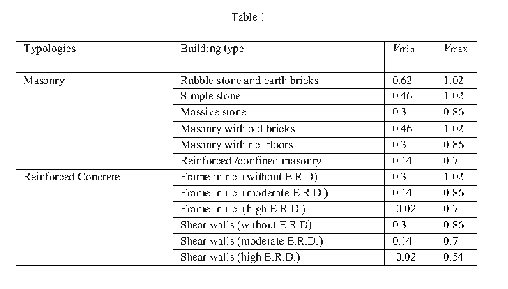 Table 1
Typologies Building type Vmin Vmax
Masonry Rubble stone and earth bricks 0.62 1.02
Simple stone 0.46 1.02
Massive stone 0.3 0.86
Masonry with old bricks 0.46 1.02
Masonry with r.c. floors 0.3 0.86
Reinforced /confined masonry 0.14 0.7
Reinforced Concrete Frame in r.c. (without E.R.D) 0.3 1.02
Frame in r.c. (moderate E.R.D.) 0.14 0.86
Frame in r.c. (high E.R.D.) -0.02 0.7
Shear walls (without E.R.D) 0.3 0.86
Shear walls (moderate E.R.D.) 0.14 0.7
Shear walls (high E.R.D.) -0.02 0.54